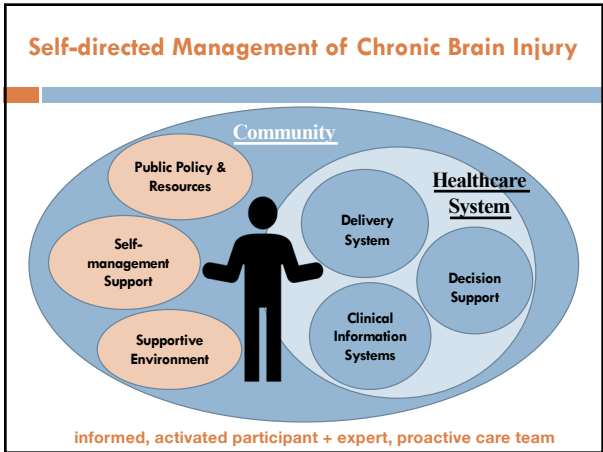 Self-directed Management of Chronic Brain Injury
Community
Public Policy &
Resources
Self-
management
Support
Supportive
Environment
Healthcare
System
Delivery
System
Decision
Support
Clinical
Information
Systems
informed, activated participant + expert, proactive care team